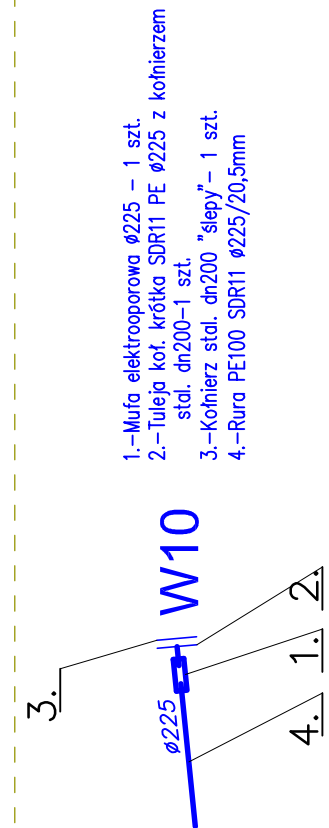 1.-Mufa elektrooporowa ø225 - 1 szt.
2.-Tuleja koł. krótka SDR11 PE ø225 z kołnierzem
stal. dn200-1 szt.
3.-Kołnierz stal. dn200 "ślepy"- 1 szt.
4.-Rura PE100 SDR11 ø225/20,5mm
W10
3.
ø225
4.
1.
2.